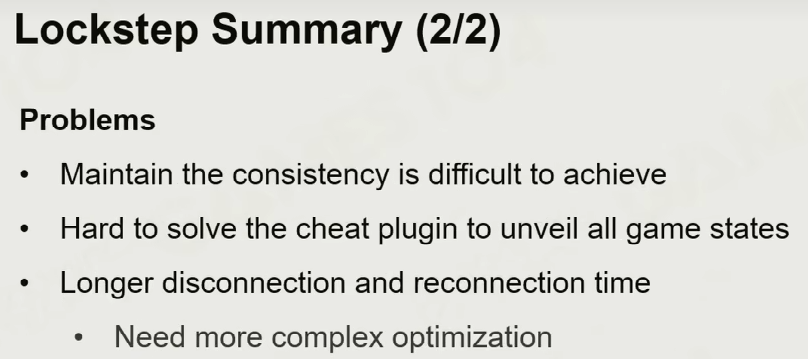 Lockstep Summary (2/2)
Problems
• Maintain the consistency is difficult to achieve
• Hard to solve the cheat plugin to unveil all game states
• Longer disconnection and reconnection time
• Need more complex optimization